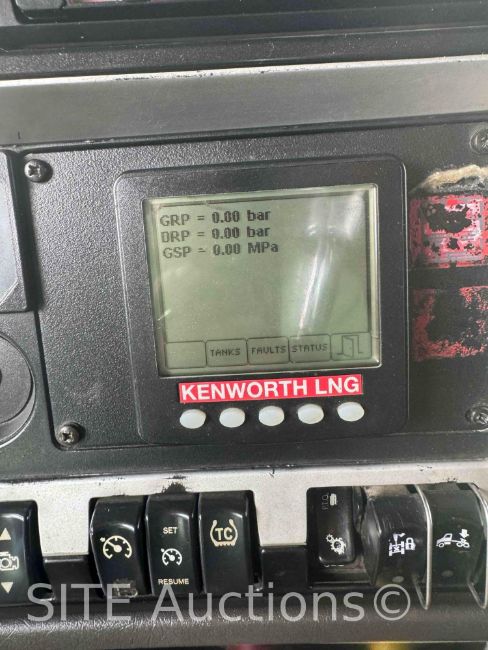 GRP = 0.00 bar
DRP = 0.00 bar
GSP = 0.00 MPa
TANKS FAULTS STATUS
KENWORTH LNG
SET
RESUME
TC
P.T.O.
SITE Auctions©